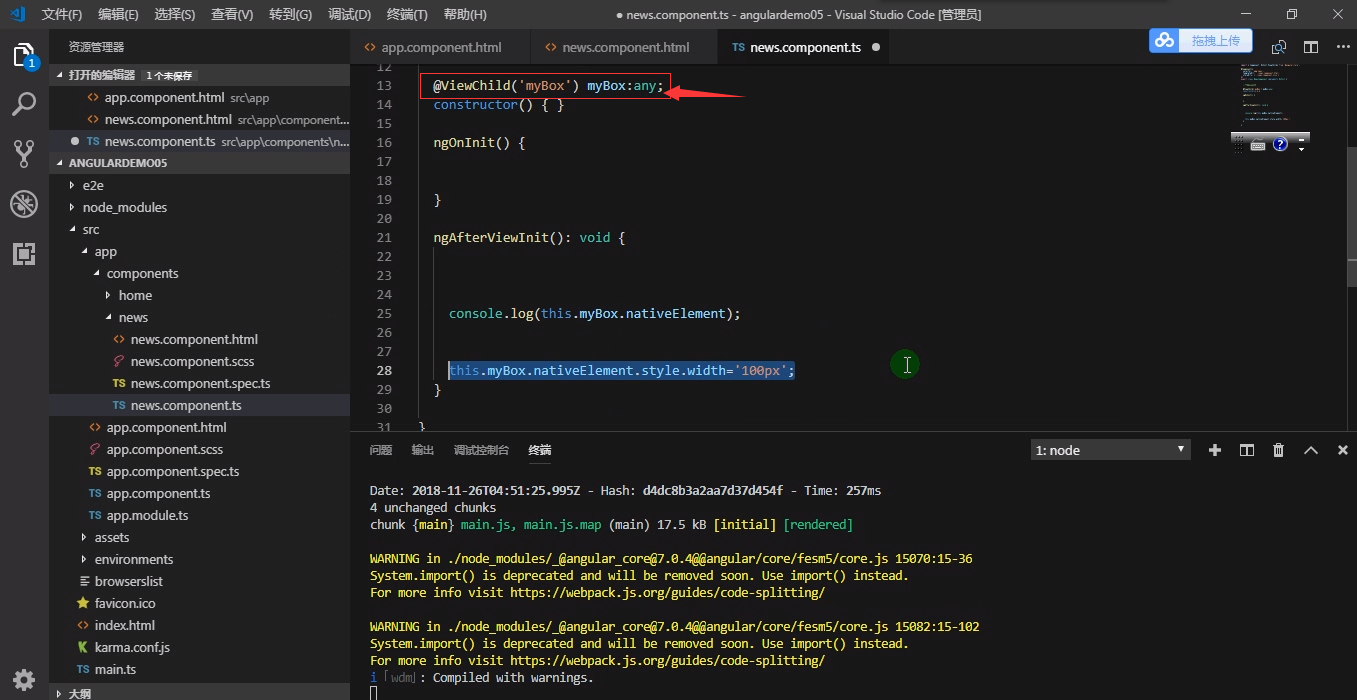 文件(F) 编辑(E) 选择(S) 查看(V) 转到(G) 调试(D) 终端(T) 帮助(H) ● news.component.ts - angulardemo05 - Visual Studio Code [管理员]
资源管理器
<> app.component.html <> news.component.html TS news.component.ts ●
拖拽上传
1
打开的编辑器 1 个未保存
<> app.component.html src\app
<> news.component.html src\app\component...
● TS news.component.ts src\app\components\n...
ANGULARDEMO05
e2e
node_modules
src
app
components
home
news
<> news.component.html
news.component.scss
TS news.component.spec.ts
TS news.component.ts
<> app.component.html
app.component.scss
TS app.component.spec.ts
TS app.component.ts
TS app.module.ts
assets
environments
browserslist
favicon.ico
<> index.html
K karma.conf.js
TS main.ts
大纲
12
13 @ViewChild('myBox') myBox:any;
14 constructor() { }
15
16 ngOnInit() {
17
18
19 }
20
21 ngAfterViewInit(): void {
22
23
24
25 console.log(this.myBox.nativeElement);
26
27
28 this.myBox.nativeElement.style.width='100px';
29 }
30
31 }
问题 输出 调试控制台 终端 1: node
Date: 2018-11-26T04:51:25.995Z - Hash: d4dc8b3a2aa7d37d454f - Time: 257ms
4 unchanged chunks
chunk {main} main.js, main.js.map (main) 17.5 kB [initial] [rendered]
WARNING in ./node_modules/_@angular_core@7.0.4@@angular/core/fesm5/core.js 15070:15-36
System.import() is deprecated and will be removed soon. Use import() instead.
For more info visit https://webpack.js.org/guides/code-splitting/
WARNING in ./node_modules/_@angular_core@7.0.4@@angular/core/fesm5/core.js 15082:15-102
System.import() is deprecated and will be removed soon. Use import() instead.
For more info visit https://webpack.js.org/guides/code-splitting/
i ｢wdm｣: Compiled with warnings.